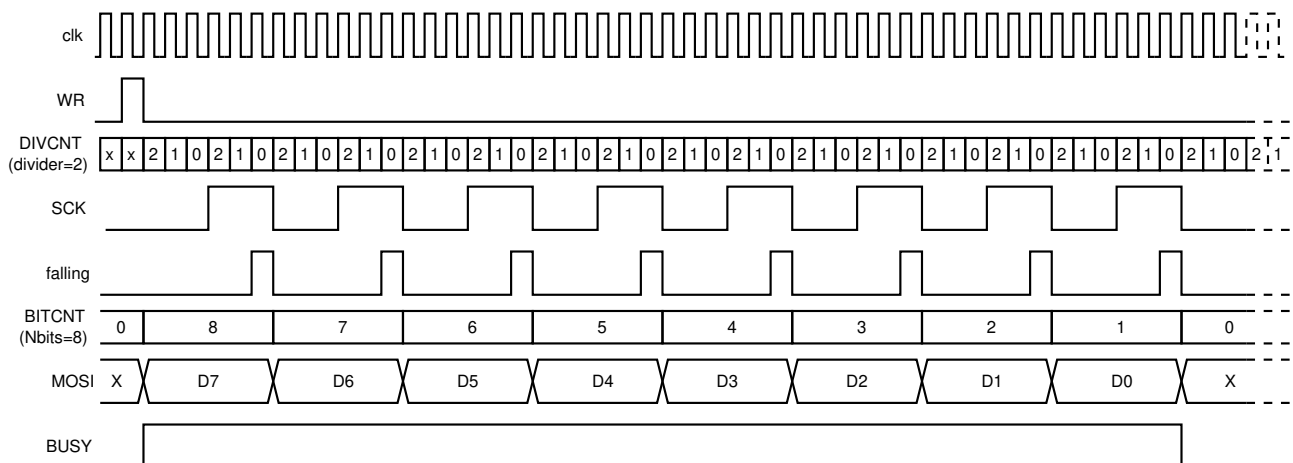 clk
WR
DIVCNT
(divider=2)
x x 2 1 0 2 1 0 2 1 0 2 1 0 2 1 0 2 1 0 2 1 0 2 1 0 2 1 0 2 1 0 2 1 0 2 1 0 2 1 0 2 1 0 2 1 0 2 1 0 2 1 0 2 1
SCK
falling
BITCNT
(Nbits=8)
0 8 7 6 5 4 3 2 1 0
MOSI X D7 D6 D5 D4 D3 D2 D1 D0 X
BUSY